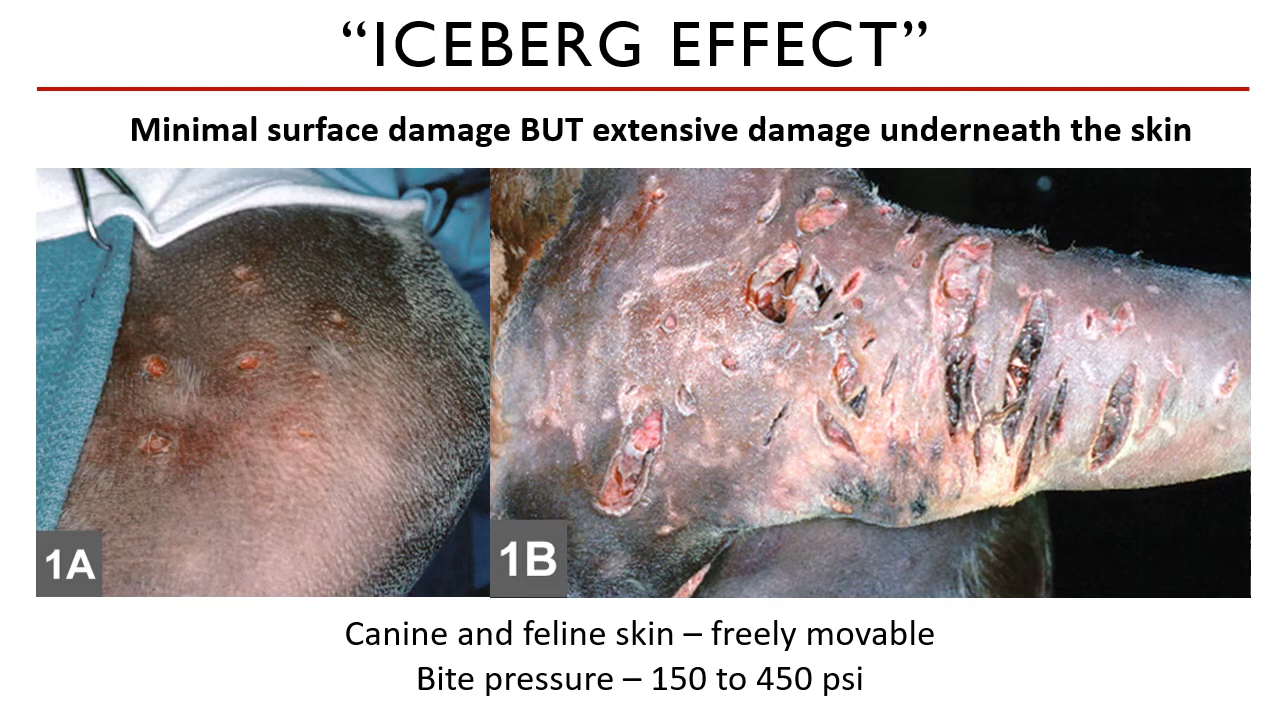 “ICEBERG EFFECT”
Minimal surface damage BUT extensive damage underneath the skin
1A
1B
Canine and feline skin – freely movable
Bite pressure – 150 to 450 psi